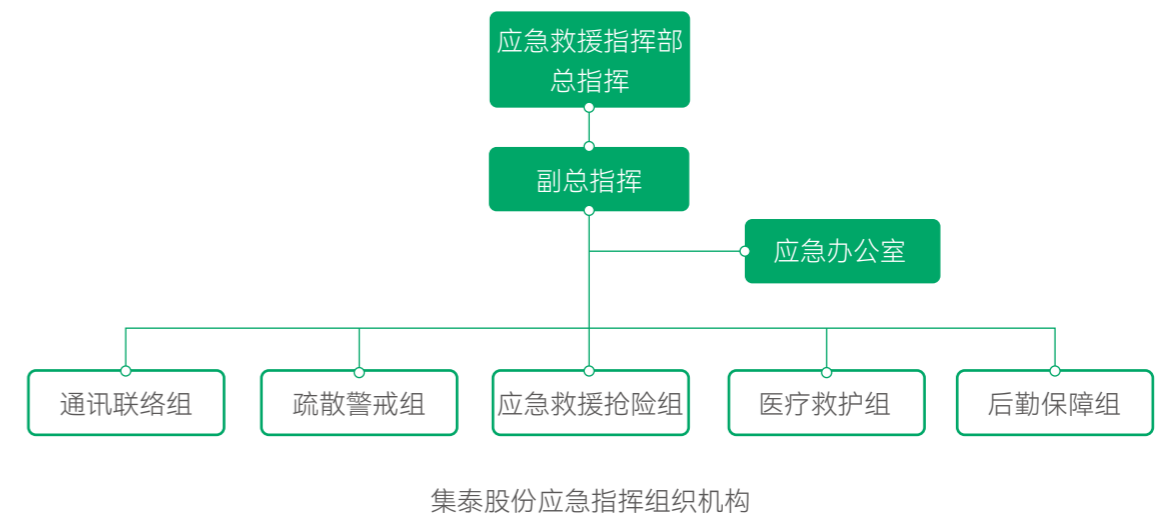 应急救援指挥部
总指挥
副总指挥
应急办公室
通讯联络组
疏散警戒组
应急救援抢险组
医疗救护组
后勤保障组
集泰股份应急指挥组织机构